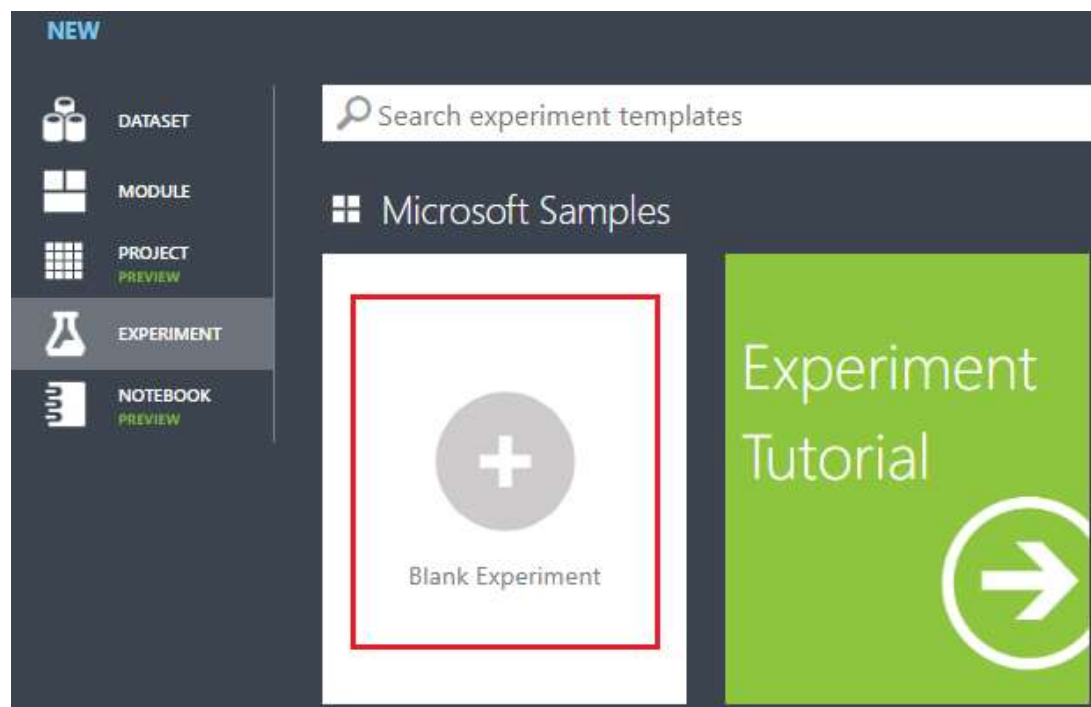 NEW
DATASET
MODULE
PROJECT
PREVIEW
EXPERIMENT
NOTEBOOK
PREVIEW
Search experiment templates
Microsoft Samples
Blank Experiment
Experiment
Tutorial